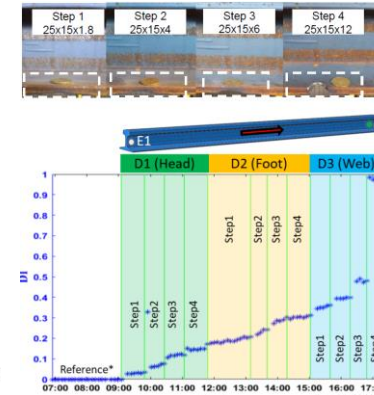 Step 1
25x15x1.8
Step 2
25x15x4
Step 3
25x15x6
Step 4
25x15x12
E1
D1 (Head)
D2 (Foot)
D3 (Web)
DI
1
0.9
0.8
0.7
0.6
0.5
0.4
0.3
0.2
0.1
0
Step1
Step2
Step3
Step4
Step1
Step2
Step3
Step4
Step1
Step2
Step3
Reference*
07:00 08:00 09:00 10:00 11:00 12:00 13:00 14:00 15:00 16:00